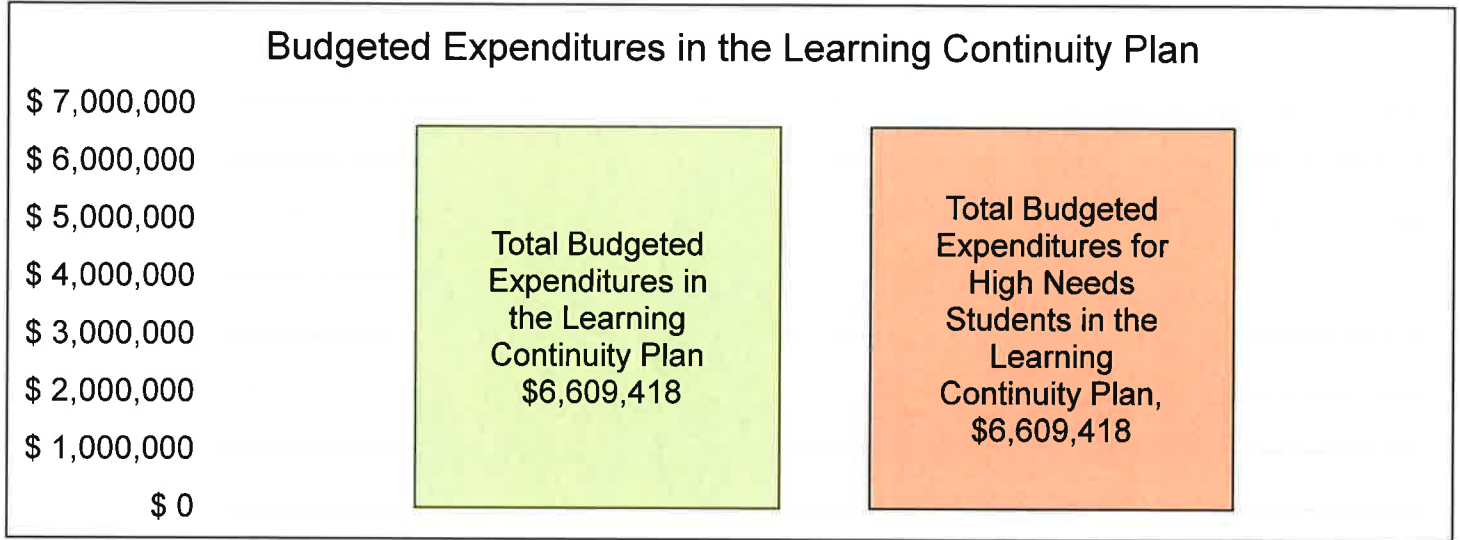 Budgeted Expenditures in the Learning Continuity Plan
$ 7,000,000
$ 6,000,000
$ 5,000,000
$ 4,000,000
$ 3,000,000
$ 2,000,000
$ 1,000,000
$ 0
Total Budgeted
Expenditures in
the Learning
Continuity Plan
$6,609,418
Total Budgeted
Expenditures for
High Needs
Students in the
Learning
Continuity Plan,
$6,609,418